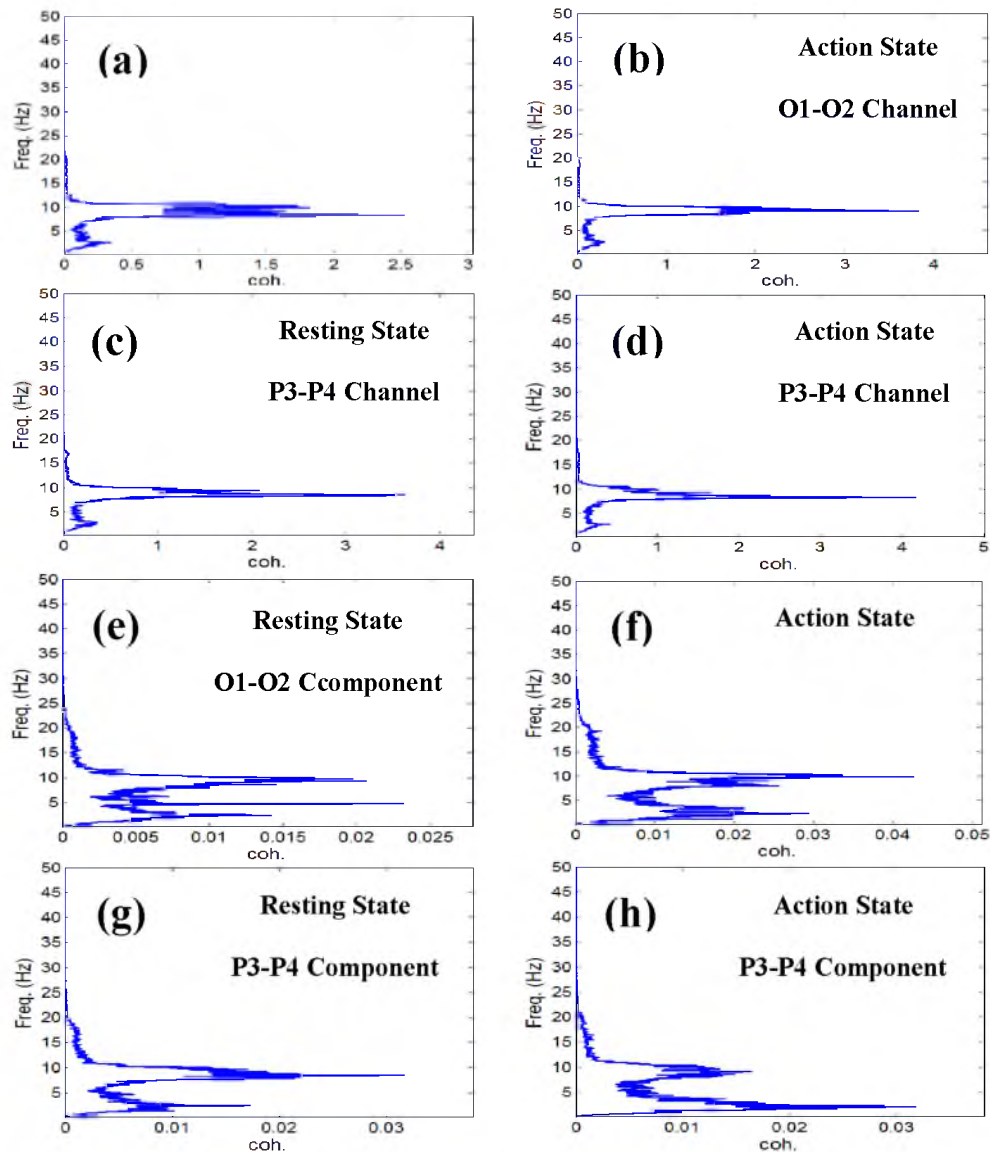 (a)
50
45
40
35
30
25
20
15
10
5
Freq. (Hz)
0 0.5 1 1.5 2 2.5 3
coh.
(b)
Action State
O1-O2 Channel
50
45
40
35
30
25
20
15
10
5
Freq. (Hz)
0 1 2 3 4
coh.
(c)
Resting State
P3-P4 Channel
50
45
40
35
30
25
20
15
10
5
Freq. (Hz)
0 1 2 3 4
coh.
(d)
Action State
P3-P4 Channel
50
45
40
35
30
25
20
15
10
5
Freq. (Hz)
0 1 2 3 4 5
coh.
(e)
Resting State
O1-O2 Ccomponent
50
45
40
35
30
25
20
15
10
5
Freq. (Hz)
0 0.005 0.01 0.015 0.02 0.025
coh.
(f)
Action State
50
45
40
35
30
25
20
15
10
5
Freq. (Hz)
0 0.01 0.02 0.03 0.04 0.05
coh.
(g)
Resting State
P3-P4 Component
50
45
40
35
30
25
20
15
10
5
Freq. (Hz)
0 0.01 0.02 0.03
coh.
(h)
Action State
P3-P4 Component
50
45
40
35
30
25
20
15
10
5
Freq. (Hz)
0 0.01 0.02 0.03
coh.